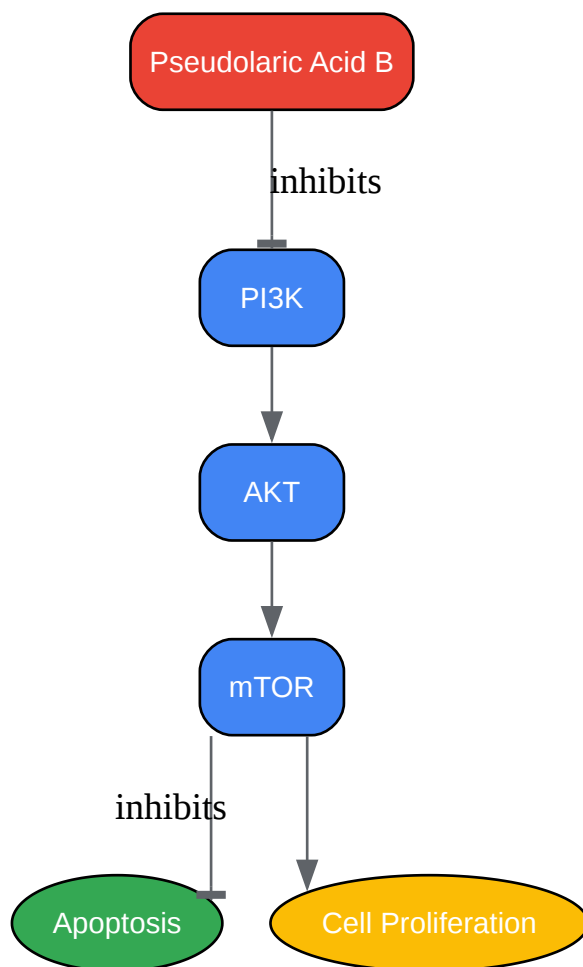 Pseudolaric Acid B
inhibits
PI3K
AKT
mTOR
inhibits
Apoptosis
Cell Proliferation